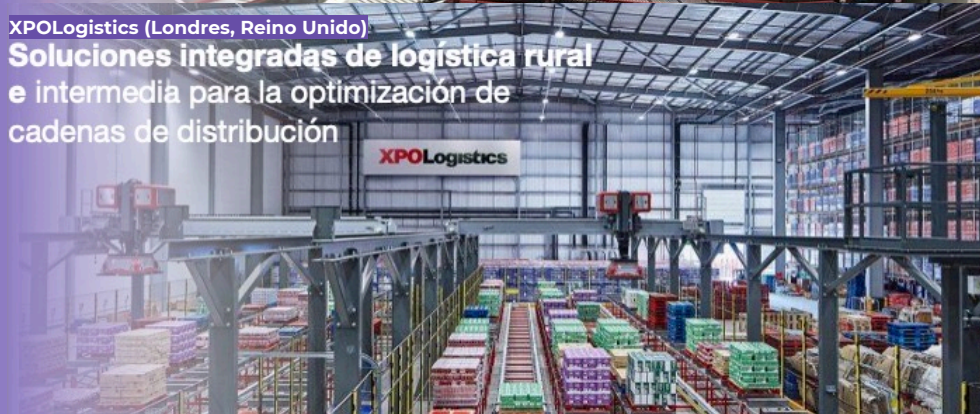 XPOLogistics (Londres, Reino Unido)
Soluciones integradas de logística rural
e intermedia para la optimización de
cadenas de distribución
XPOLogistics